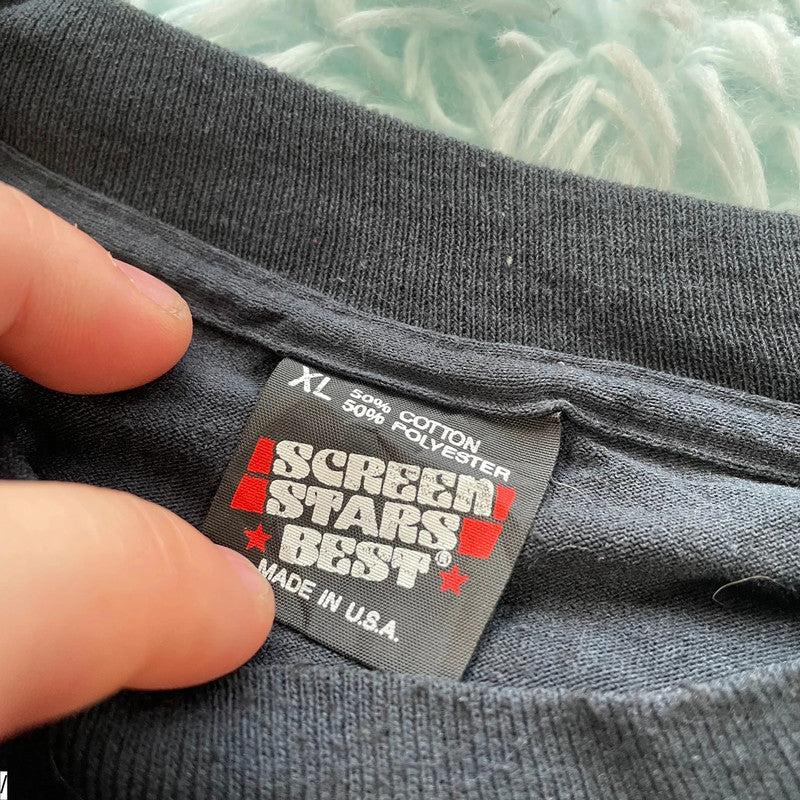 XL
50% COTTON
50% POLYESTER
SCREEN
STARS
BEST®
MADE IN U.S.A.